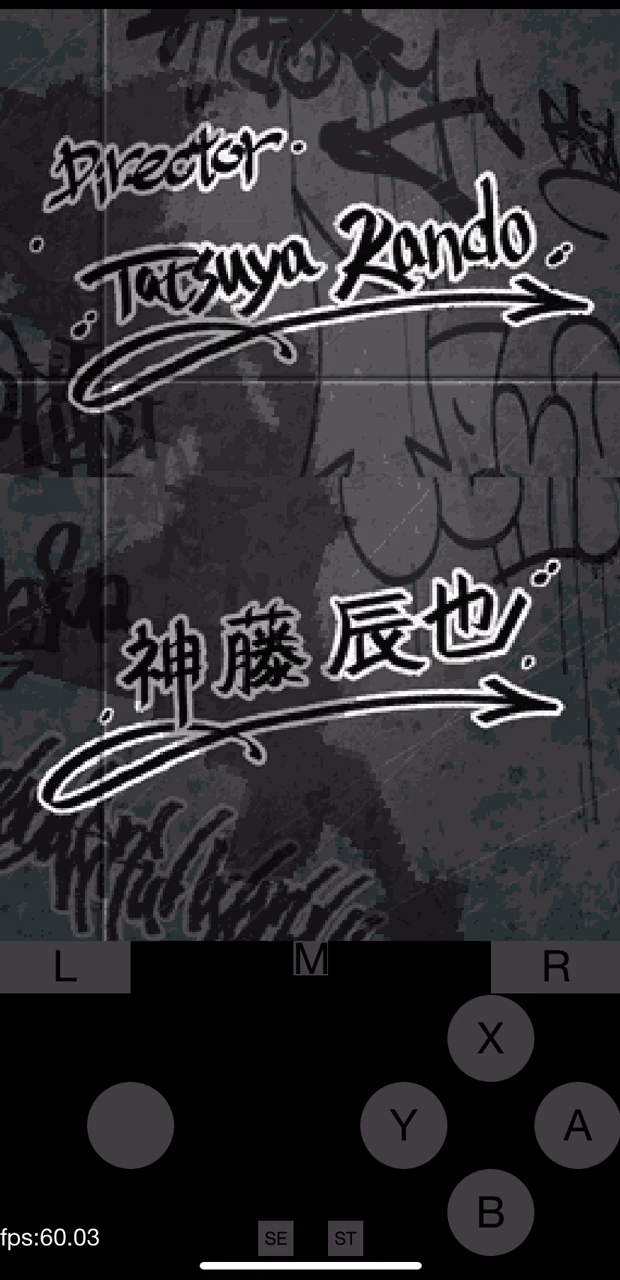 Director
Tatsuya Kando
神藤 辰也
L
M
R
X
Y
A
B
fps:60.03
SE
ST